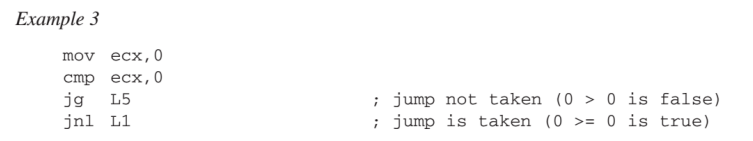 Example 3
mov ecx,0
cmp ecx,0
jg L5 ; jump not taken (0 > 0 is false)
jnl L1 ; jump is taken (0 >= 0 is true)